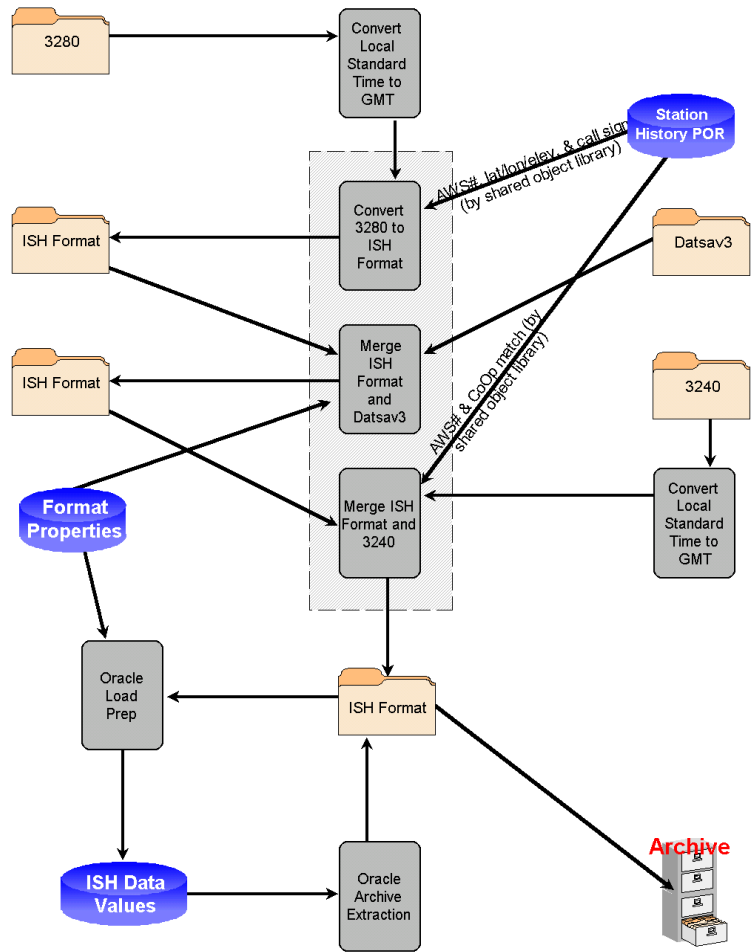 3280
Convert
Local
Standard
Time to
GMT
Station
History POR
AWS#, lat/lon/elev, & call sign
(by shared object library)
Convert
3280 to
ISH
Format
ISH Format
Datsav3
Merge
ISH
Format
and
Datsav3
ISH Format
AWS# & CoOp match (by
shared object library)
3240
Format
Properties
Merge ISH
Format and
3240
Convert
Local
Standard
Time to
GMT
Oracle
Load
Prep
ISH Format
Archive
ISH Data
Values
Oracle
Archive
Extraction